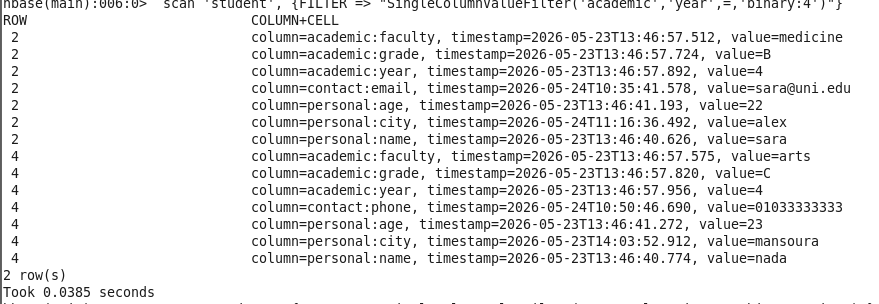 hbase(main):006:0>  scan 'student', {FILTER => "SingleColumnValueFilter('academic','year',=,'binary:4')"}
ROW                           COLUMN+CELL
 2                            column=academic:faculty, timestamp=2026-05-23T13:46:57.512, value=medicine
 2                            column=academic:grade, timestamp=2026-05-23T13:46:57.724, value=B
 2                            column=academic:year, timestamp=2026-05-23T13:46:57.892, value=4
 2                            column=contact:email, timestamp=2026-05-24T10:35:41.578, value=sara@uni.edu
 2                            column=personal:age, timestamp=2026-05-23T13:46:41.193, value=22
 2                            column=personal:city, timestamp=2026-05-24T11:16:36.492, value=alex
 2                            column=personal:name, timestamp=2026-05-23T13:46:40.626, value=sara
 4                            column=academic:faculty, timestamp=2026-05-23T13:46:57.575, value=arts
 4                            column=academic:grade, timestamp=2026-05-23T13:46:57.820, value=C
 4                            column=academic:year, timestamp=2026-05-23T13:46:57.956, value=4
 4                            column=contact:phone, timestamp=2026-05-24T10:50:46.690, value=01033333333
 4                            column=personal:age, timestamp=2026-05-23T13:46:41.272, value=23
 4                            column=personal:city, timestamp=2026-05-23T14:03:52.912, value=mansoura
 4                            column=personal:name, timestamp=2026-05-23T13:46:40.774, value=nada
2 row(s)
Took 0.0385 seconds